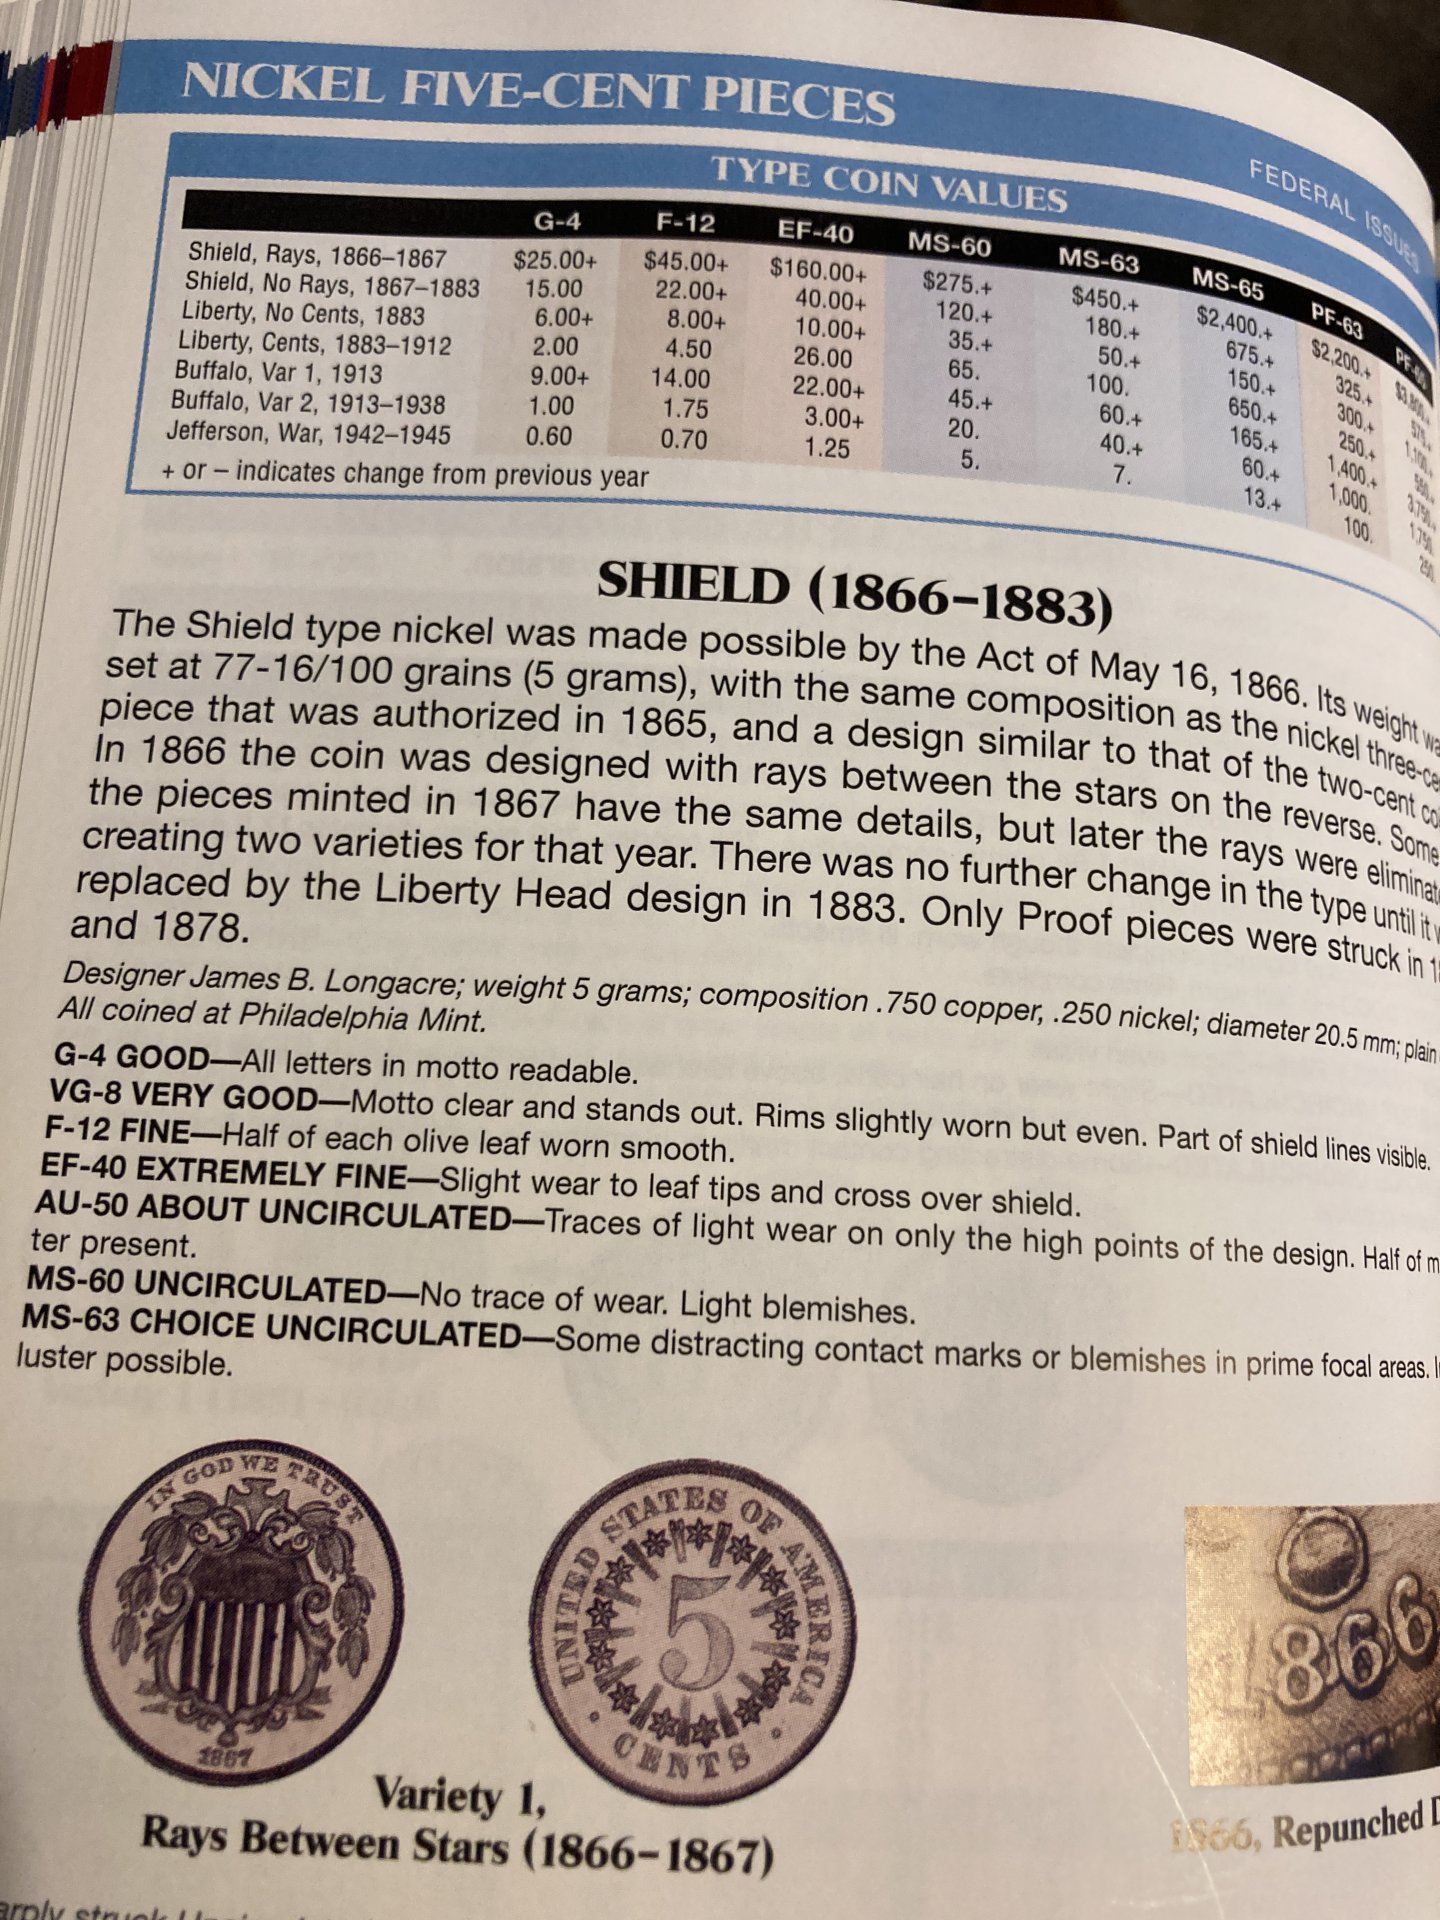 NICKEL FIVE-CENT PIECES
FEDERAL ISSUES
TYPE COIN VALUES
G-4 F-12 EF-40 MS-60 MS-63 MS-65 PF-63
Shield, Rays, 1866–1867 $25.00+ $45.00+ $160.00+ $275.+ $450.+ $2,400.+ $2,200.+
Shield, No Rays, 1867–1883 15.00 22.00+ 40.00+ 120.+ 180.+ 675.+ 325.+
Liberty, No Cents, 1883 6.00+ 8.00+ 10.00+ 35.+ 50.+ 150.+ 300.+
Liberty, Cents, 1883–1912 2.00 4.50 26.00 65. 100. 650.+ 250.+
Buffalo, Var 1, 1913 9.00+ 14.00 22.00+ 45.+ 60.+ 165.+ 1,400.+
Buffalo, Var 2, 1913–1938 1.00 1.75 3.00+ 20. 40.+ 60.+ 1,000.
Jefferson, War, 1942–1945 0.60 0.70 1.25 5. 7. 13.+ 100.
+ or – indicates change from previous year
SHIELD (1866–1883)
The Shield type nickel was made possible by the Act of May 16, 1866. Its weight
set at 77-16/100 grains (5 grams), with the same composition as the nickel
piece that was authorized in 1865, and a design similar to that of the two-cent
In 1866 the coin was designed with rays between the stars on the reverse. Some
the pieces minted in 1867 have the same details, but later the rays were
creating two varieties for that year. There was no further change in the type until it
replaced by the Liberty Head design in 1883. Only Proof pieces were struck in
and 1878.
Designer James B. Longacre; weight 5 grams; composition .750 copper, .250 nickel; diameter 20.5 mm; plain
All coined at Philadelphia Mint.
G-4 GOOD—All letters in motto readable.
VG-8 VERY GOOD—Motto clear and stands out. Rims slightly worn but even. Part of shield lines visible.
F-12 FINE—Half of each olive leaf worn smooth.
EF-40 EXTREMELY FINE—Slight wear to leaf tips and cross over shield.
AU-50 ABOUT UNCIRCULATED—Traces of light wear on only the high points of the design. Half of
ter present.
MS-60 UNCIRCULATED—No trace of wear. Light blemishes.
MS-63 CHOICE UNCIRCULATED—Some distracting contact marks or blemishes in prime focal areas.
luster possible.
IN GOD WE TRUST
1867
UNITED STATES OF AMERICA
5
CENTS
866
Variety 1,
Rays Between Stars (1866–1867)
1866, Repunched